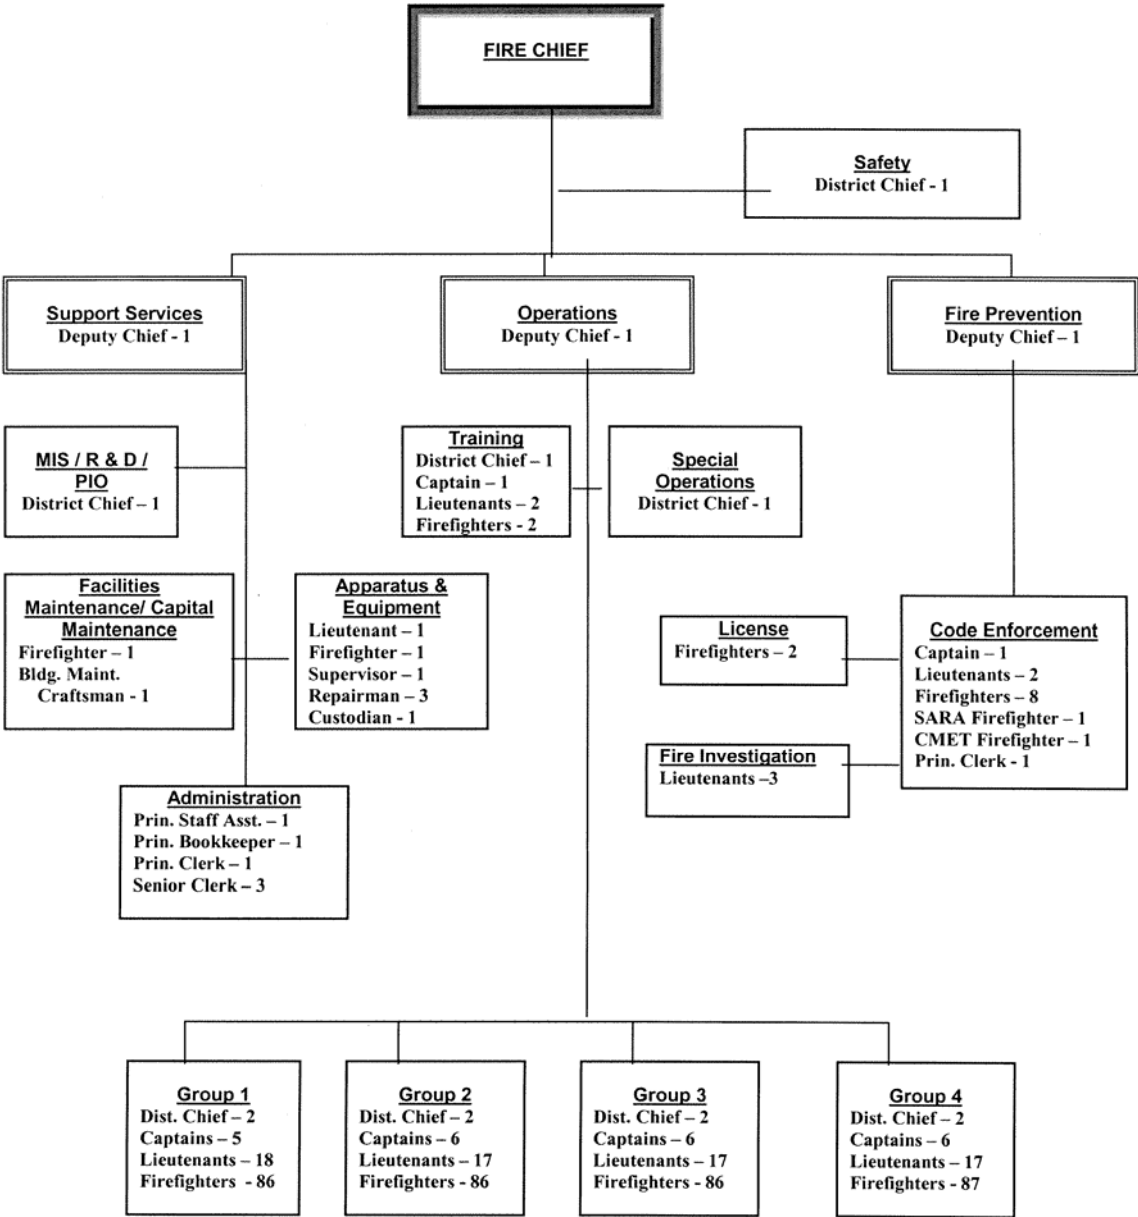 FIRE CHIEF
Safety
District Chief - 1
Support Services
Deputy Chief - 1
Operations
Deputy Chief - 1
Fire Prevention
Deputy Chief – 1
MIS / R & D /
PIO
District Chief – 1
Training
District Chief – 1
Captain – 1
Lieutenants – 2
Firefighters - 2
Special
Operations
District Chief - 1
Facilities
Maintenance/ Capital
Maintenance
Firefighter – 1
Bldg. Maint.
Craftsman - 1
Apparatus &
Equipment
Lieutenant – 1
Firefighter – 1
Supervisor – 1
Repairman – 3
Custodian - 1
License
Firefighters – 2
Code Enforcement
Captain – 1
Lieutenants – 2
Firefighters – 8
SARA Firefighter – 1
CMET Firefighter – 1
Prin. Clerk - 1
Fire Investigation
Lieutenants –3
Administration
Prin. Staff Asst. – 1
Prin. Bookkeeper – 1
Prin. Clerk – 1
Senior Clerk – 3
Group 1
Dist. Chief – 2
Captains – 5
Lieutenants – 18
Firefighters - 86
Group 2
Dist. Chief – 2
Captains – 6
Lieutenants – 17
Firefighters – 86
Group 3
Dist. Chief – 2
Captains – 6
Lieutenants – 17
Firefighters – 86
Group 4
Dist. Chief – 2
Captains – 6
Lieutenants – 17
Firefighters - 87